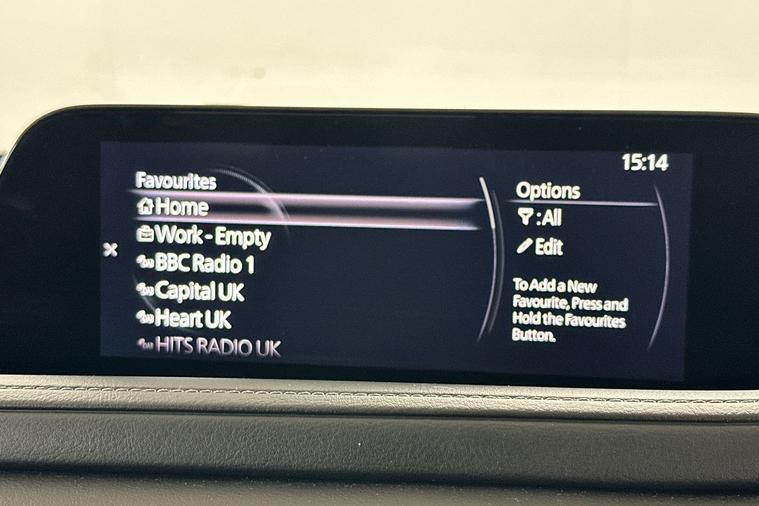 15:14
Favourites
Home
Work - Empty
BBC Radio 1
Capital UK
Heart UK
HITS RADIO UK
Options
:All
Edit
To Add a New
Favourite, Press and
Hold the Favourites
Button.